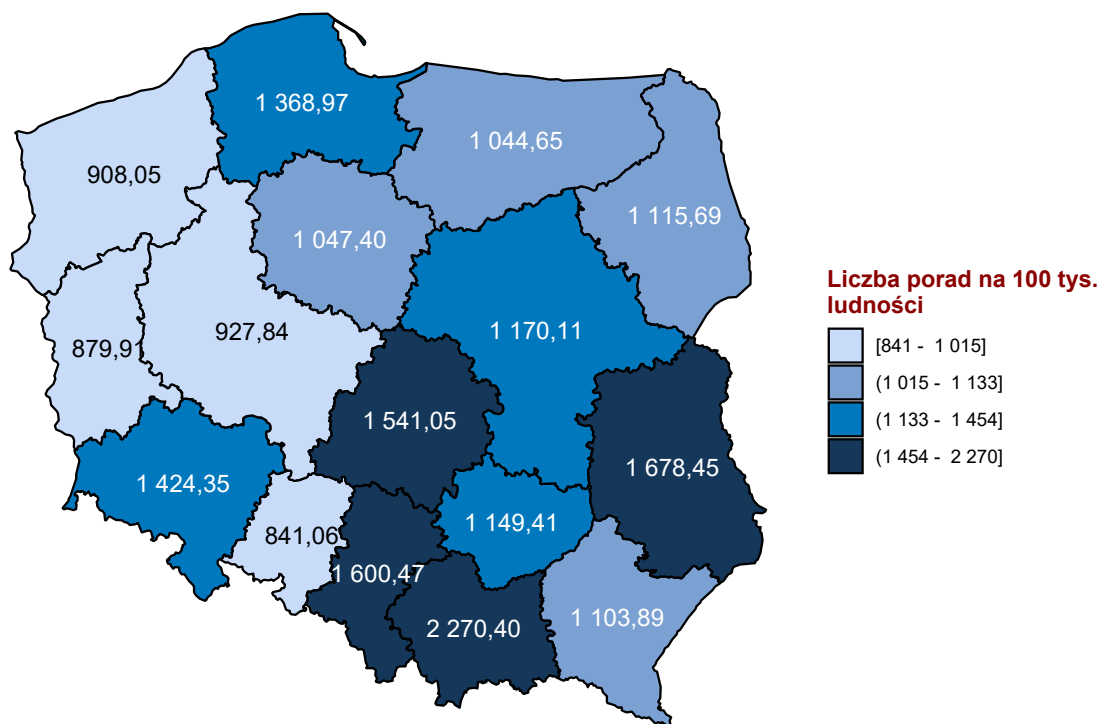 1 368,97
1 044,65
908,05
1 115,69
1 047,40
927,84
1 170,11
879,91
1 541,05
1 678,45
1 424,35
1 149,41
841,06
1 600,47
2 270,40
1 103,89
Liczba porad na 100 tys.
ludności
[841 - 1 015]
(1 015 - 1 133]
(1 133 - 1 454]
(1 454 - 2 270]